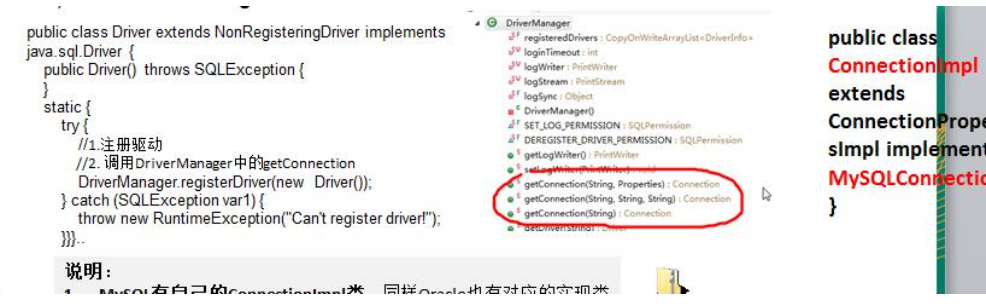 public class Driver extends NonRegisteringDriver implements
java.sql.Driver {
public Driver() throws SQLException {
}
static {
try {
//1.注册驱动
//2. 调用DriverManager中的getConnection
DriverManager.registerDriver(new Driver());
} catch (SQLException var1) {
throw new RuntimeException("Can't register driver!");
}}}..
DriverManager
registeredDrivers : CopyOnWriteArrayList<DriverInfo>
loginTimeout : int
logWriter : PrintWriter
logStream : PrintStream
logSync : Object
DriverManager()
SET_LOG_PERMISSION : SQLPermission
DEREGISTER_DRIVER_PERMISSION : SQLPermission
getLogWriter() : PrintWriter
setLogWriter(PrintWriter) : void
getConnection(String, Properties) : Connection
getConnection(String, String, String) : Connection
getConnection(String) : Connection
getDriver(String) : Driver
public class
ConnectionImpl
extends
ConnectionPrope
sImpl implement
MySQLConnectio
}
说明：
1. MySQL有自己的ConnectionImpl类，同样Oracle也有对应的实现类